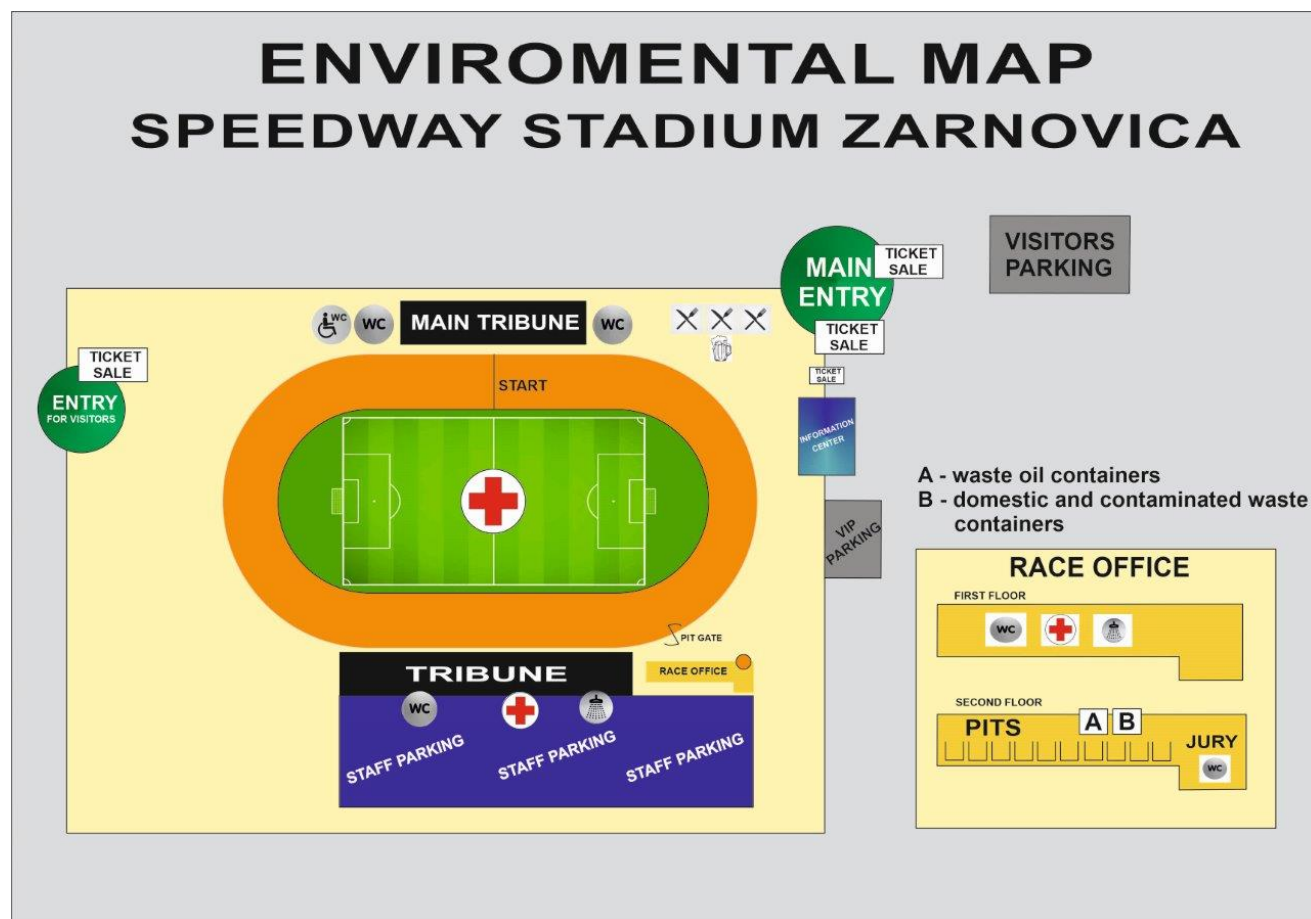 ENVIROMENTAL MAP
SPEEDWAY STADIUM ZARNOVICA
VISITORS
PARKING
MAIN
ENTRY
TICKET
SALE
TICKET
SALE
WC
WC
MAIN TRIBUNE
WC
TICKET
SALE
ENTRY
FOR VISITORS
START
TICKET
SALE
INFORMATION
CENTER
VIP
PARKING
A - waste oil containers
B - domestic and contaminated waste
containers
PIT GATE
TRIBUNE
RACE OFFICE
WC
STAFF PARKING
STAFF PARKING
STAFF PARKING
RACE OFFICE
FIRST FLOOR
WC
SECOND FLOOR
PITS
A
B
JURY
WC